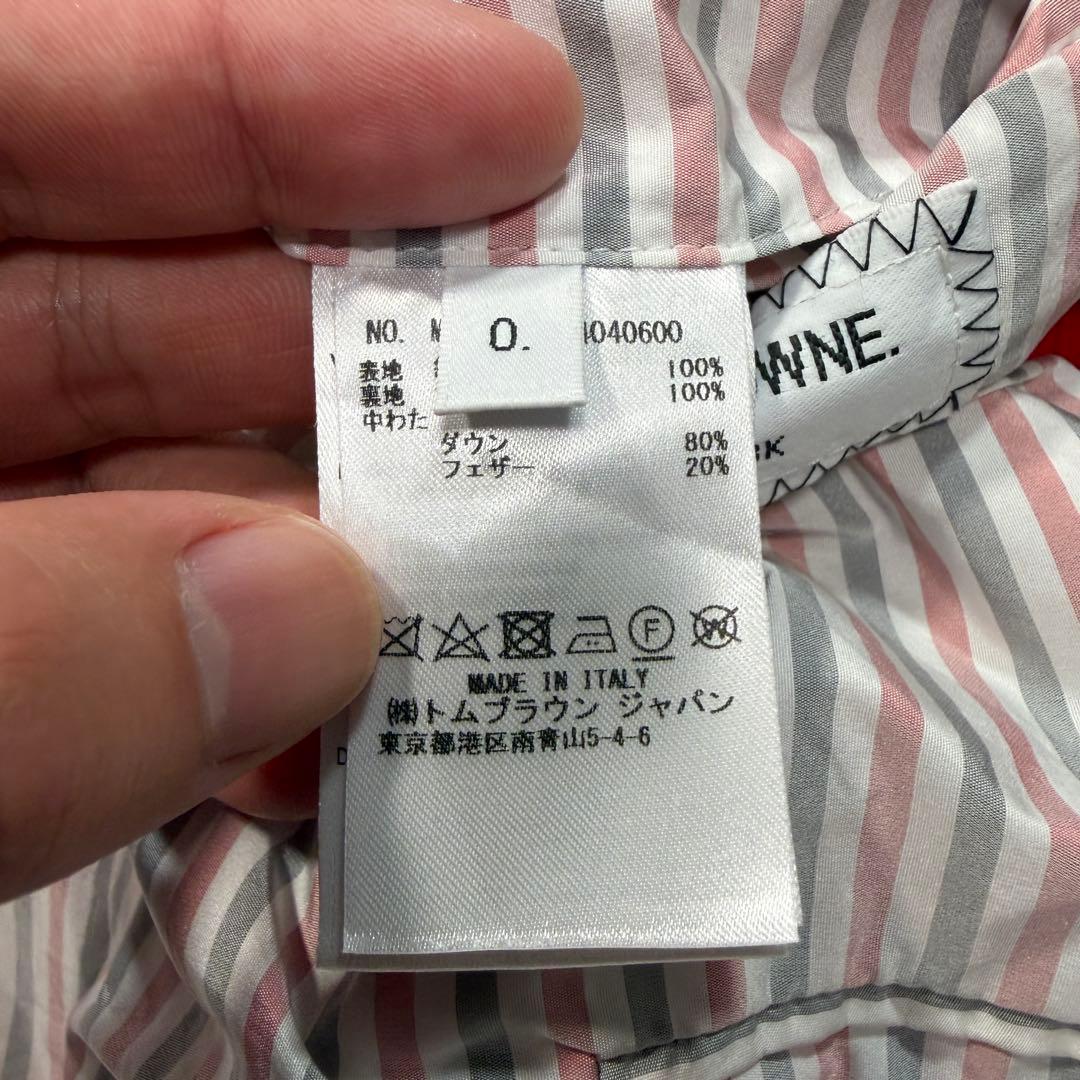 NO. 4040600
0.
表地 100%
裏地 100%
中わた
ダウン 80%
フェザー 20%
MADE IN ITALY
(株)トムブラウン ジャパン
東京都港区南青山5-4-6
WNE.
F
W